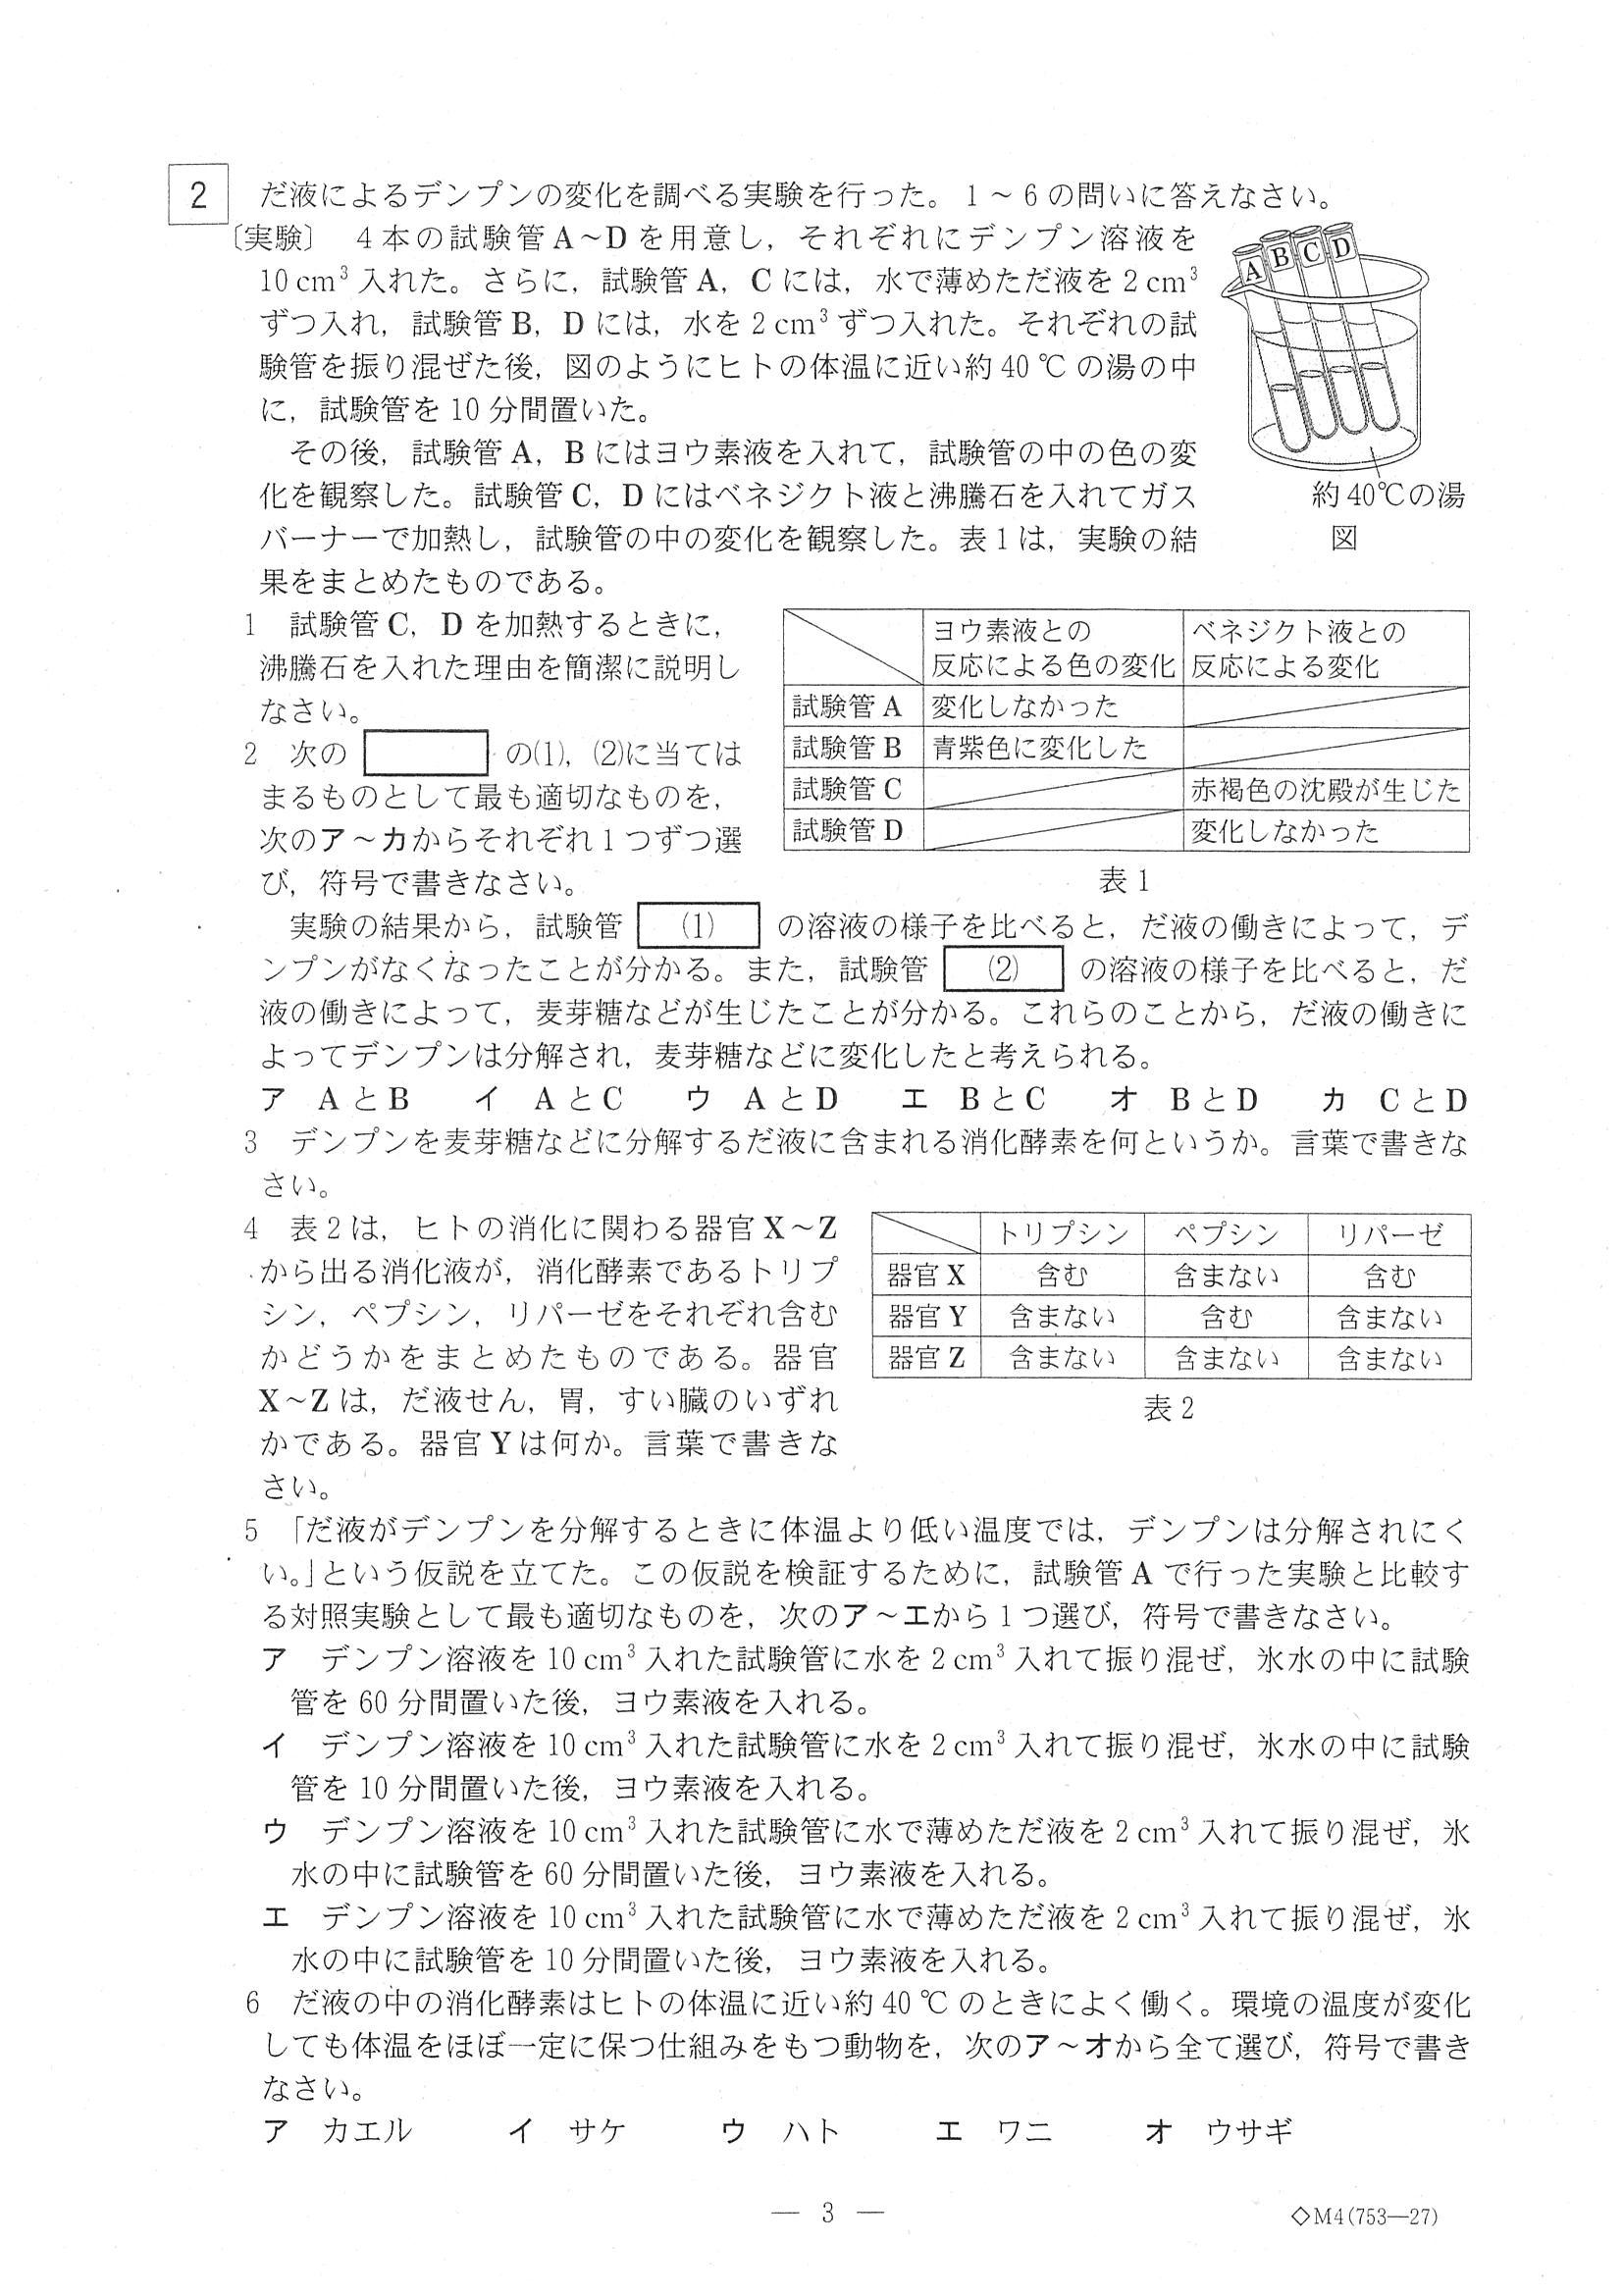 2 だ液によるデンプンの変化を調べる実験を行った。1～6の問いに答えなさい。
〔実験〕 4本の試験管A～Dを用意し，それぞれにデンプン溶液を
10cm³入れた。さらに，試験管A，Cには，水で薄めただ液を2cm³
ずつ入れ，試験管B，Dには，水を2cm³ずつ入れた。それぞれの試
験管を振り混ぜた後，図のようにヒトの体温に近い約40℃の湯の中
に，試験管を10分間置いた。
その後，試験管A，Bにはヨウ素液を入れて，試験管の中の色の変
化を観察した。試験管C，Dにはベネジクト液と沸騰石を入れてガス
バーナーで加熱し，試験管の中の変化を観察した。表1は，実験の結
果をまとめたものである。
A B C D
約40℃の湯
図
1 試験管C，Dを加熱するときに，
沸騰石を入れた理由を簡潔に説明し
なさい。
2 次の の⑴，⑵に当ては
まるものとして最も適切なものを，
次のア～カからそれぞれ1つずつ選
び，符号で書きなさい。
ヨウ素液との ベネジクト液との
反応による色の変化 反応による変化
試験管A 変化しなかった
試験管B 青紫色に変化した
試験管C 赤褐色の沈殿が生じた
試験管D 変化しなかった
表1
実験の結果から，試験管 ⑴ の溶液の様子を比べると，だ液の働きによって，デ
ンプンがなくなったことが分かる。また，試験管 ⑵ の溶液の様子を比べると，だ
液の働きによって，麦芽糖などが生じたことが分かる。これらのことから，だ液の働きに
よってデンプンは分解され，麦芽糖などに変化したと考えられる。
ア AとB イ AとC ウ AとD エ BとC オ BとD カ CとD
3 デンプンを麦芽糖などに分解するだ液に含まれる消化酵素を何というか。言葉で書きな
さい。
4 表2は，ヒトの消化に関わる器官X～Z
から出る消化液が，消化酵素であるトリプ
シン，ペプシン，リパーゼをそれぞれ含む
かどうかをまとめたものである。器官
X～Zは，だ液せん，胃，すい臓のいずれ
かである。器官Yは何か。言葉で書きな
さい。
トリプシン ペプシン リパーゼ
器官X 含む 含まない 含む
器官Y 含まない 含む 含まない
器官Z 含まない 含まない 含まない
表2
5 「だ液がデンプンを分解するときに体温より低い温度では，デンプンは分解されにく
い。」という仮説を立てた。この仮説を検証するために，試験管Aで行った実験と比較す
る対照実験として最も適切なものを，次のア～エから1つ選び，符号で書きなさい。
ア デンプン溶液を10cm³入れた試験管に水を2cm³入れて振り混ぜ，氷水の中に試験
管を60分間置いた後，ヨウ素液を入れる。
イ デンプン溶液を10cm³入れた試験管に水を2cm³入れて振り混ぜ，氷水の中に試験
管を10分間置いた後，ヨウ素液を入れる。
ウ デンプン溶液を10cm³入れた試験管に水で薄めただ液を2cm³入れて振り混ぜ，氷
水の中に試験管を60分間置いた後，ヨウ素液を入れる。
エ デンプン溶液を10cm³入れた試験管に水で薄めただ液を2cm³入れて振り混ぜ，氷
水の中に試験管を10分間置いた後，ヨウ素液を入れる。
6 だ液の中の消化酵素はヒトの体温に近い約40℃のときによく働く。環境の温度が変化
しても体温をほぼ一定に保つ仕組みをもつ動物を，次のア～オから全て選び，符号で書き
なさい。
ア カエル イ サケ ウ ハト エ ワニ オ ウサギ
― 3 ―
◇M4(753―27)